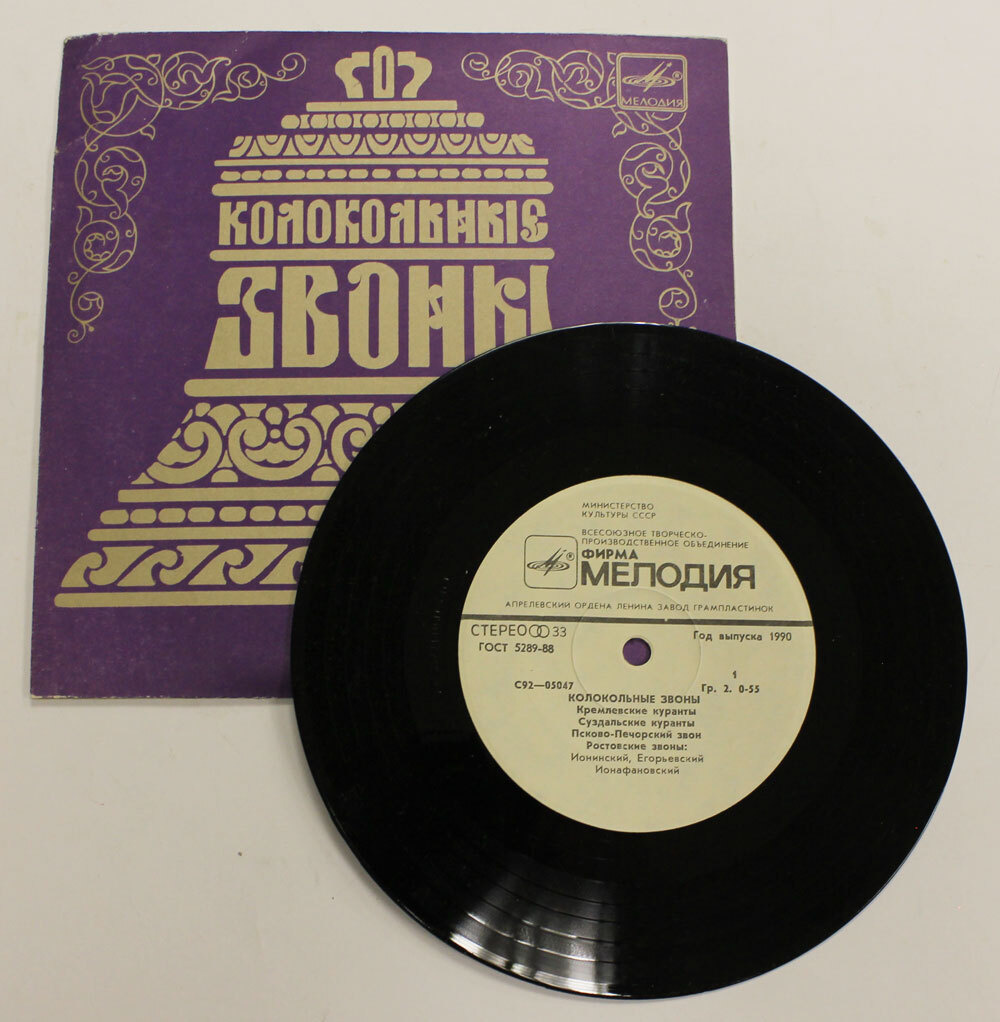 МЕЛОДИЯ
КОЛОКОЛЬНЫЕ
ЗВОНЫ
МИНИСТЕРСТВО
КУЛЬТУРЫ СССР
ВСЕСОЮЗНОЕ ТВОРЧЕСКО-
ПРОИЗВОДСТВЕННОЕ ОБЪЕДИНЕНИЕ
® ФИРМА
МЕЛОДИЯ
АПРЕЛЕВСКИЙ ОРДЕНА ЛЕНИНА ЗАВОД ГРАМПЛАСТИНОК
СТЕРЕО 33
Год выпуска 1990
ГОСТ 5289-88
1
С92—05047
Гр. 2. 0-55
КОЛОКОЛЬНЫЕ ЗВОНЫ
Кремлевские куранты
Суздальские куранты
Псково-Печорский звон
Ростовские звоны:
Ионинский, Егорьевский
Ионафановский